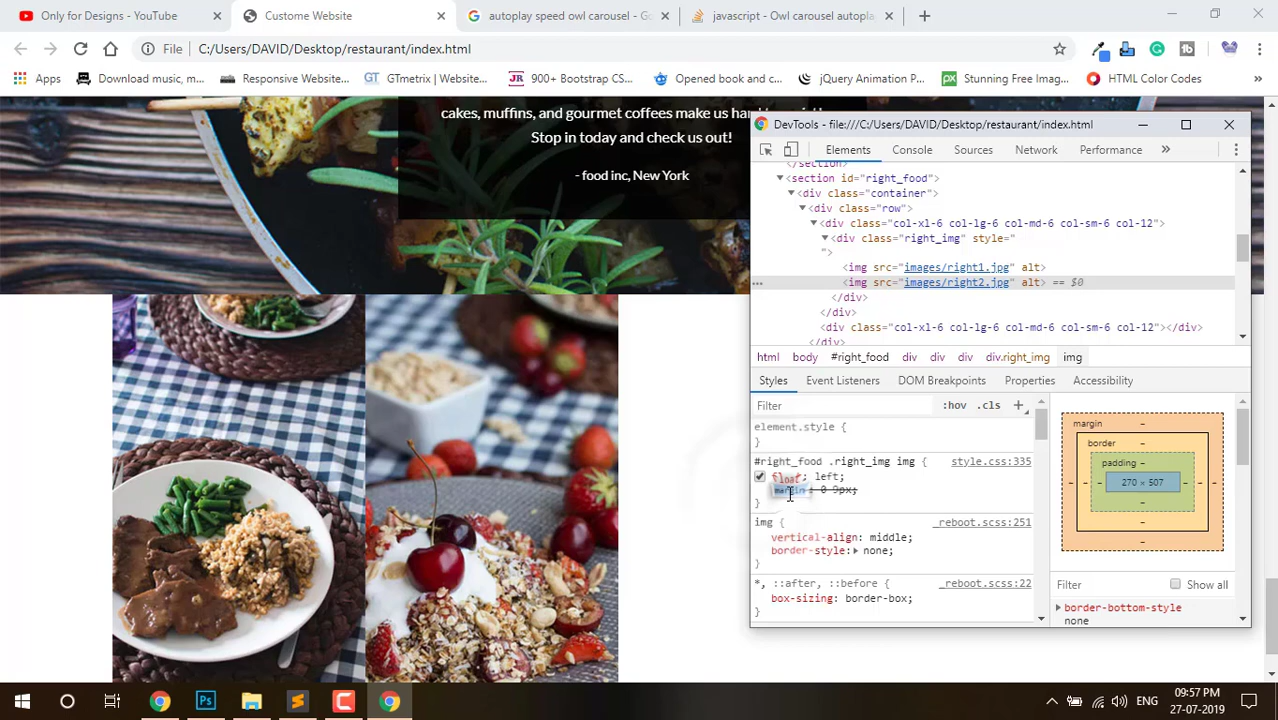 Only for Designs - YouTube
Custome Website
autoplay speed owl carousel - Go
javascript - Owl carousel autopla
File
C:/Users/DAVID/Desktop/restaurant/index.html
Apps
Download music, m...
Responsive Website...
GTmetrix | Website...
900+ Bootstrap CS...
Opened book and c...
jQuery Animation P...
Stunning Free Imag...
HTML Color Codes
cakes, muffins, and gourmet coffees make us
Stop in today and check us out!
- food inc, New York
DevTools - file:///C:/Users/DAVID/Desktop/restaurant/index.html
Elements
Console
Sources
Network
Performance
</section>
<section id="right_food">
<div class="container">
<div class="row">
<div class="col-xl-6 col-lg-6 col-md-6 col-sm-6 col-12">
<div class="right_img" style="
">
<img src="images/right1.jpg" alt>
<img src="images/right2.jpg" alt> == $0
</div>
</div>
<div class="col-xl-6 col-lg-6 col-md-6 col-sm-6 col-12"></div>
</div>
html body #right_food div div div div.right_img img
Styles
Event Listeners
DOM Breakpoints
Properties
Accessibility
Filter
:hov .cls +
element.style {
}
#right_food .right_img img {
style.css:335
float: left;
margin: 0 9px;
}
img {
_reboot.scss:251
vertical-align: middle;
border-style: none;
}
*, ::after, ::before {
_reboot.scss:22
box-sizing: border-box;
}
margin
border
padding
270 × 507
Filter
Show all
border-bottom-style
none
Ps
ENG
09:57 PM
27-07-2019